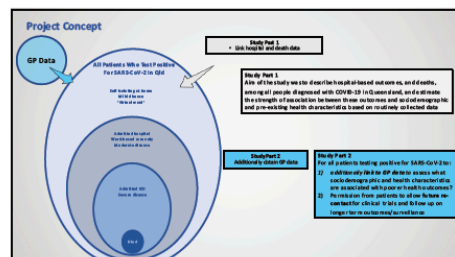 Project Concept
GP Data
All Patients Who Test Positive
For SARS-CoV-2 in Qld
Self isolating at home
Mild illness
"Virtual ward"
Admitted hospital
Ward-based care only
Moderate disease
Admitted ICU
Severe disease
Died
Study Part 1
• Link hospital and death data
Study Part 1
Aim of the study was to describe hospital-based outcomes, and deaths,
among all people diagnosed with COVID-19 in Queensland, and estimate
the strength of association between these outcomes and sociodemographic
and pre-existing health characteristics based on routinely collected data
Study Part 2
Additionally obtain GP data
Study Part 2
For all patients testing positive for SARS-CoV-2 to:
1) additionally link to GP data to assess what
sociodemographic and health characteristics
are associated with poorer health outcomes?
2) Permission from patients to allow future re-
contact for clinical trials and follow up on
longer term outcomes/surveillance